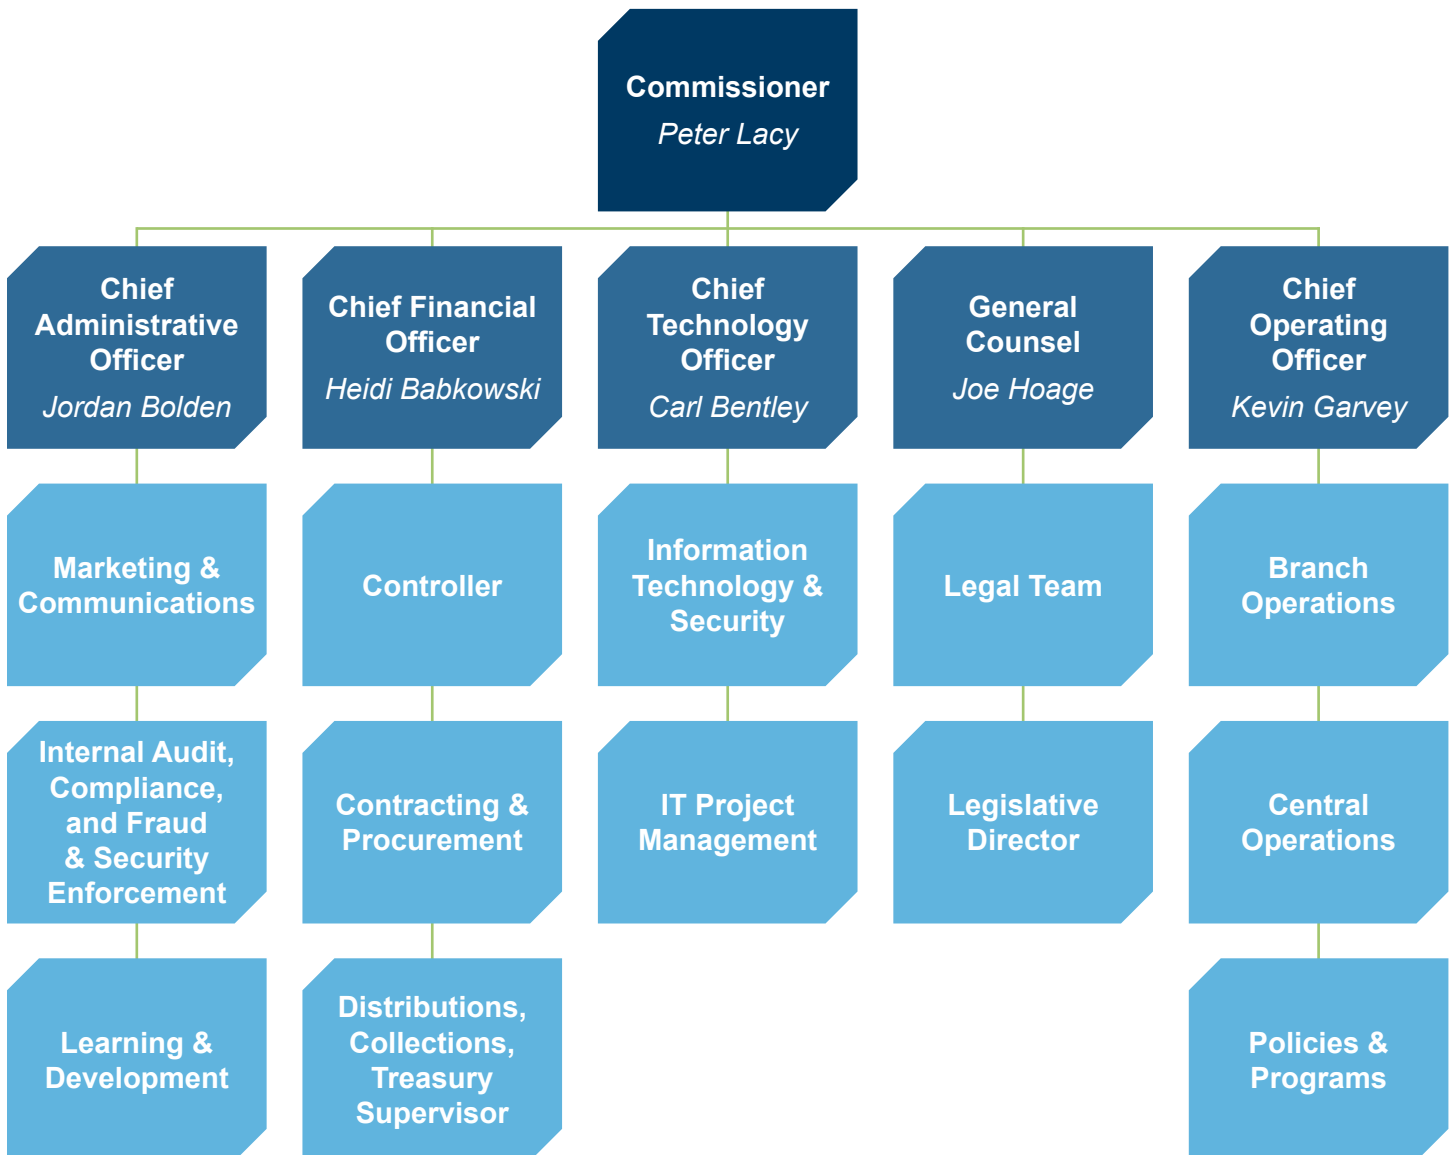 Commissioner
Peter Lacy
Chief
Administrative
Officer
Jordan Bolden
Chief Financial
Officer
Heidi Babkowski
Chief
Technology
Officer
Carl Bentley
General
Counsel
Joe Hoage
Chief
Operating
Officer
Kevin Garvey
Marketing &
Communications
Controller
Information
Technology &
Security
Legal Team
Branch
Operations
Internal Audit,
Compliance,
and Fraud
& Security
Enforcement
Contracting &
Procurement
IT Project
Management
Legislative
Director
Central
Operations
Learning &
Development
Distributions,
Collections,
Treasury
Supervisor
Policies &
Programs